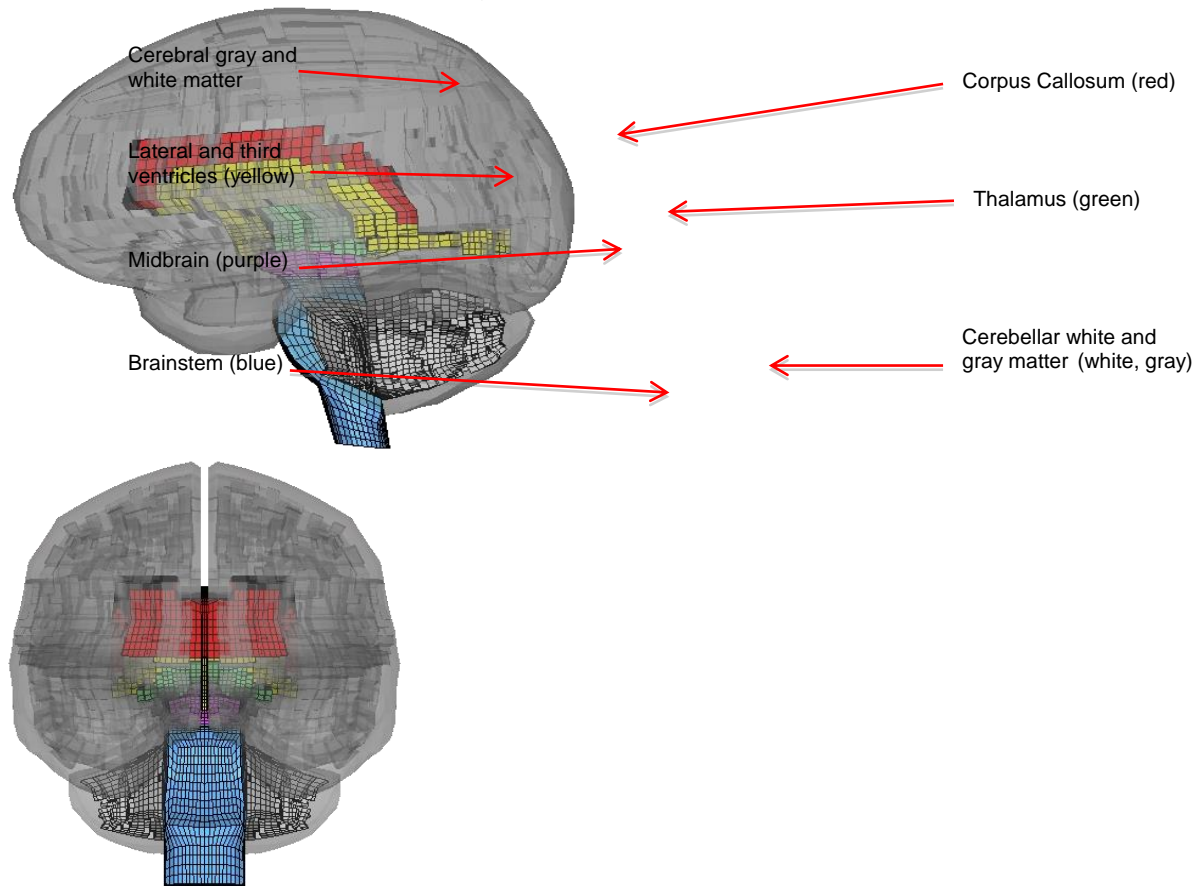 Cerebral gray and
white matter
Corpus Callosum (red)
Lateral and third
ventricles (yellow)
Thalamus (green)
Midbrain (purple)
Brainstem (blue)
Cerebellar white and
gray matter (white, gray)